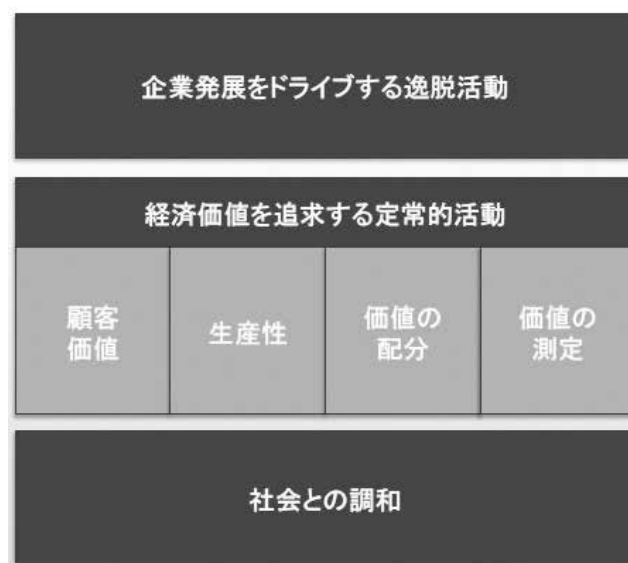 企業発展をドライブする逸脱活動
経済価値を追求する定常的活動
顧客
価値
生産性
価値の
配分
価値の
測定
社会との調和